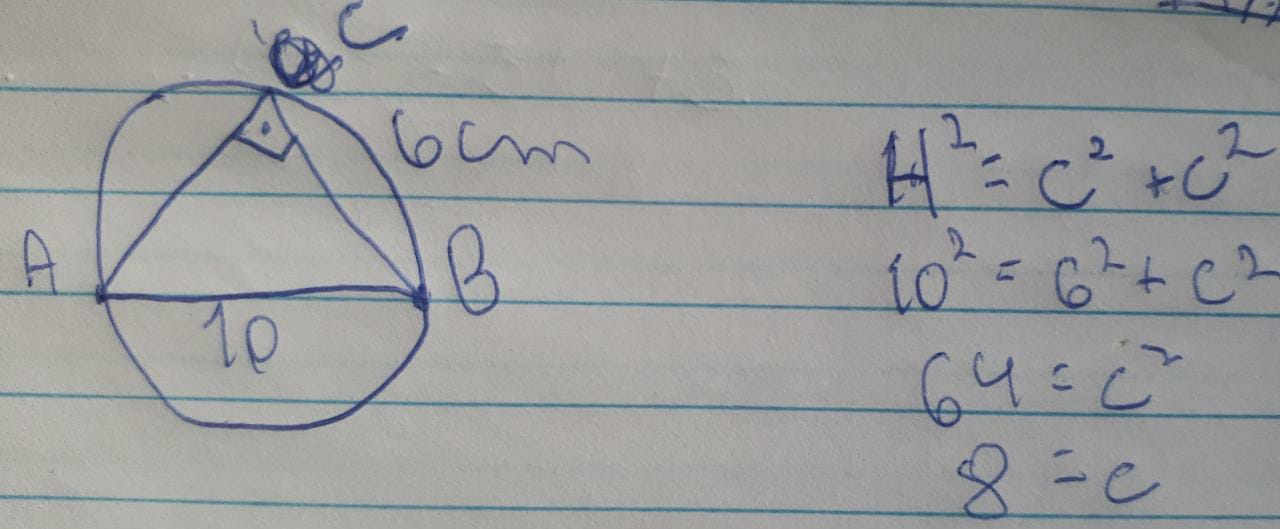 C
6cm
A
B
10
H² = C² + C²
10² = 6² + C²
64 = C²
8 = C